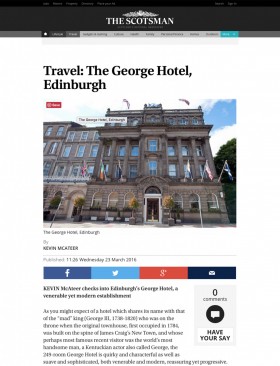 THE SCOTSMAN
Travel: The George Hotel,
Edinburgh
Save
The George Hotel, Edinburgh
The George Hotel, Edinburgh
By
KEVIN MCATEER
Published 11:26 Wednesday 23 March 2016
0
comments
HAVE
YOUR SAY
KEVIN McAteer checks into Edinburgh's George Hotel, a
venerable yet modern establishment
As you might expect of a hotel which shares its name with that
of the "mad" king (George III, 1738-1820) who was on the
throne when the original townhouse, first occupied in 1784,
was built on the spine of James Craig's New Town, and whose
perhaps most famous recent visitor was the world's most
handsome man, a Kentuckian actor also called George, the
249-room George Hotel is quirky and characterful as well as
suave and sophisticated, both venerable and modern, reassuring yet progressive.